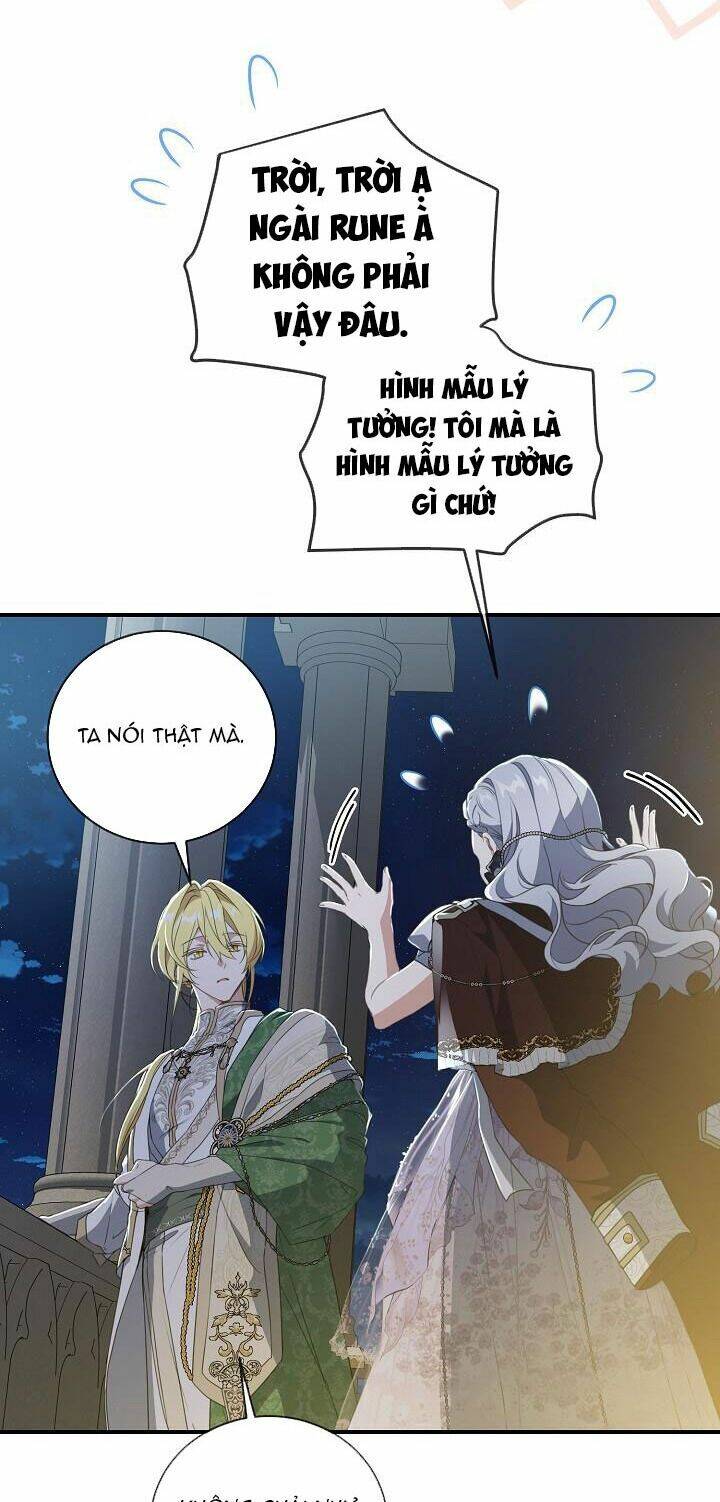 TRỜI, TRỜI Ạ
NGÀI RUNE À
KHÔNG PHẢI
VẬY ĐÂU.
HÌNH MẪU LÝ
TƯỞNG! TÔI MÀ LÀ
HÌNH MẪU LÝ TƯỞNG
GÌ CHỨ!
TA NÓI THẬT MÀ.